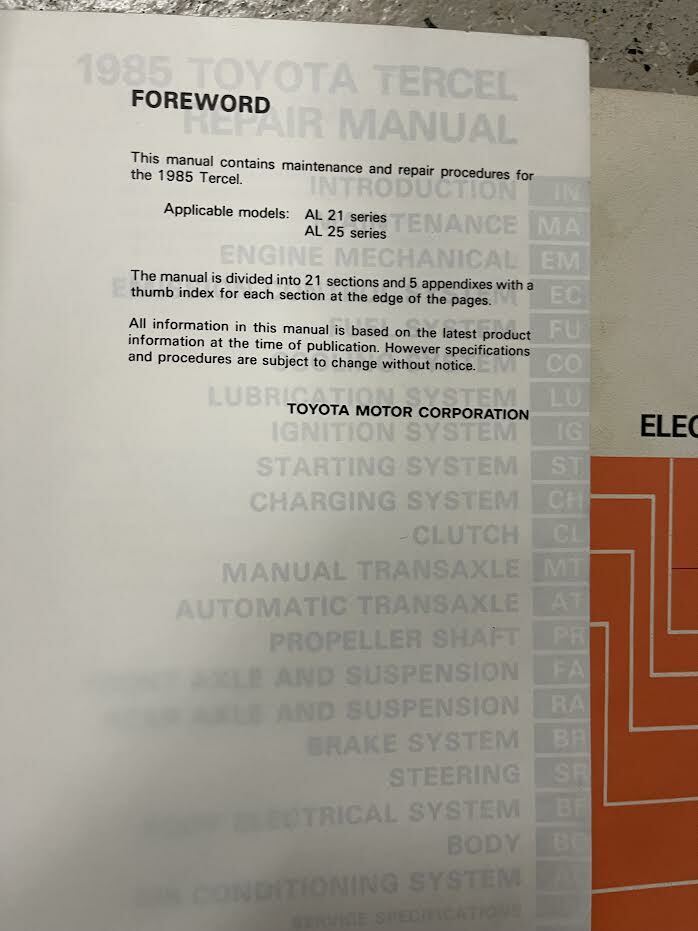 1985 TOYOTA TERCEL
FOREWORD
REPAIR MANUAL
This manual contains maintenance and repair procedures for
the 1985 Tercel.
INTRODUCTION IN
Applicable models: AL 21 series
AL 25 series
MAINTENANCE MA
ENGINE MECHANICAL EM
The manual is divided into 21 sections and 5 appendixes with a
thumb index for each section at the edge of the pages.
EC
FUEL SYSTEM FU
All information in this manual is based on the latest product
information at the time of publication. However specifications
and procedures are subject to change without notice.
CO
LUBRICATION SYSTEM LU
TOYOTA MOTOR CORPORATION
IGNITION SYSTEM IG
STARTING SYSTEM ST
CHARGING SYSTEM CH
CLUTCH CL
MANUAL TRANSAXLE MT
AUTOMATIC TRANSAXLE AT
PROPELLER SHAFT PR
AXLE AND SUSPENSION FA
AXLE AND SUSPENSION RA
BRAKE SYSTEM BR
STEERING SR
ELECTRICAL SYSTEM
BODY
CONDITIONING SYSTEM
SERVICE SPECIFICATIONS
ELEC